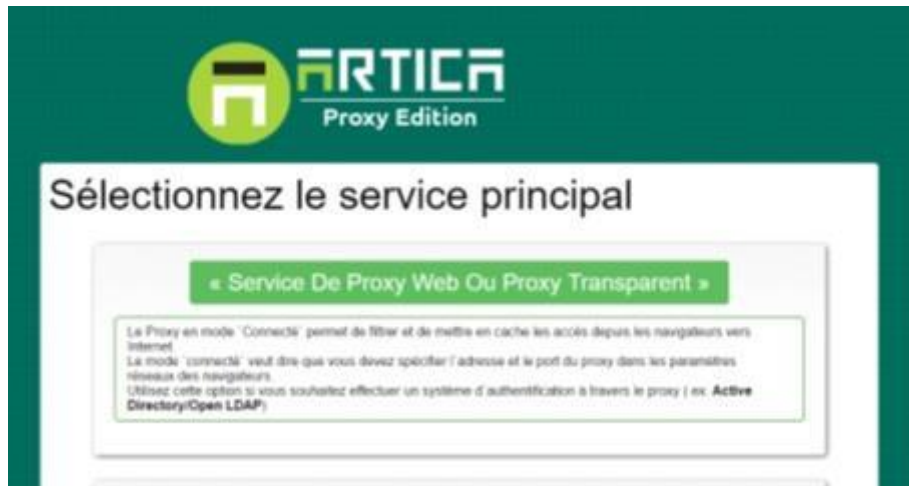 ARTICA
Proxy Edition
Sélectionnez le service principal
« Service De Proxy Web Ou Proxy Transparent »
Le Proxy en mode `Connecté` permet de filtrer et de mettre en cache les accès depuis les navigateurs vers
Internet.
Le mode `connecté` veut dire que vous devez spécifier l'adresse et le port du proxy dans les paramètres
réseaux des navigateurs.
Utilisez cette option si vous souhaitez effectuer un système d'authentification à travers le proxy ( ex: Active
Directory/Open LDAP)